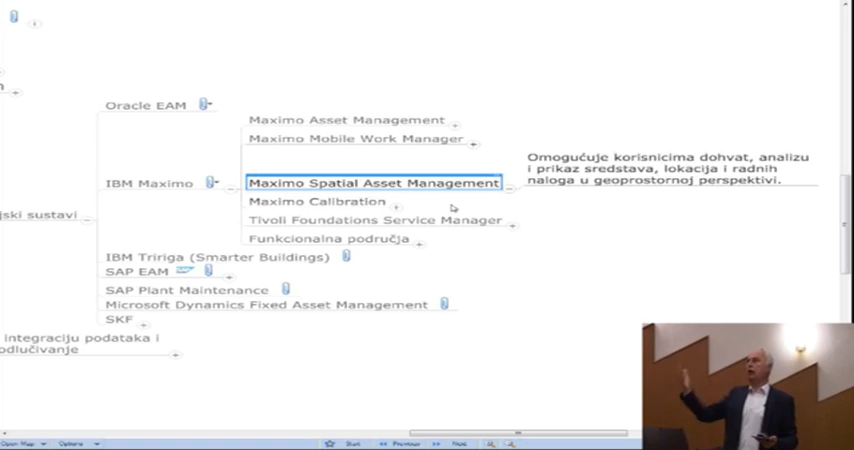 Oracle EAM
Maximo Asset Management
Maximo Mobile Work Manager
Omogućuje korisnicima dohvat, analizu
i prikaz sredstava, lokacija i radnih
naloga u geoprostornoj perspektivi.
IBM Maximo
Maximo Spatial Asset Management
Maximo Calibration
jski sustavi
Tivoli Foundations Service Manager
Funkcionalna područja
IBM Tririga (Smarter Buildings)
SAP EAM
SAP Plant Maintenance
Microsoft Dynamics Fixed Asset Management
SKF
integraciju podataka i
odlučivanje
Open Map
Options
Start
Previous
Next